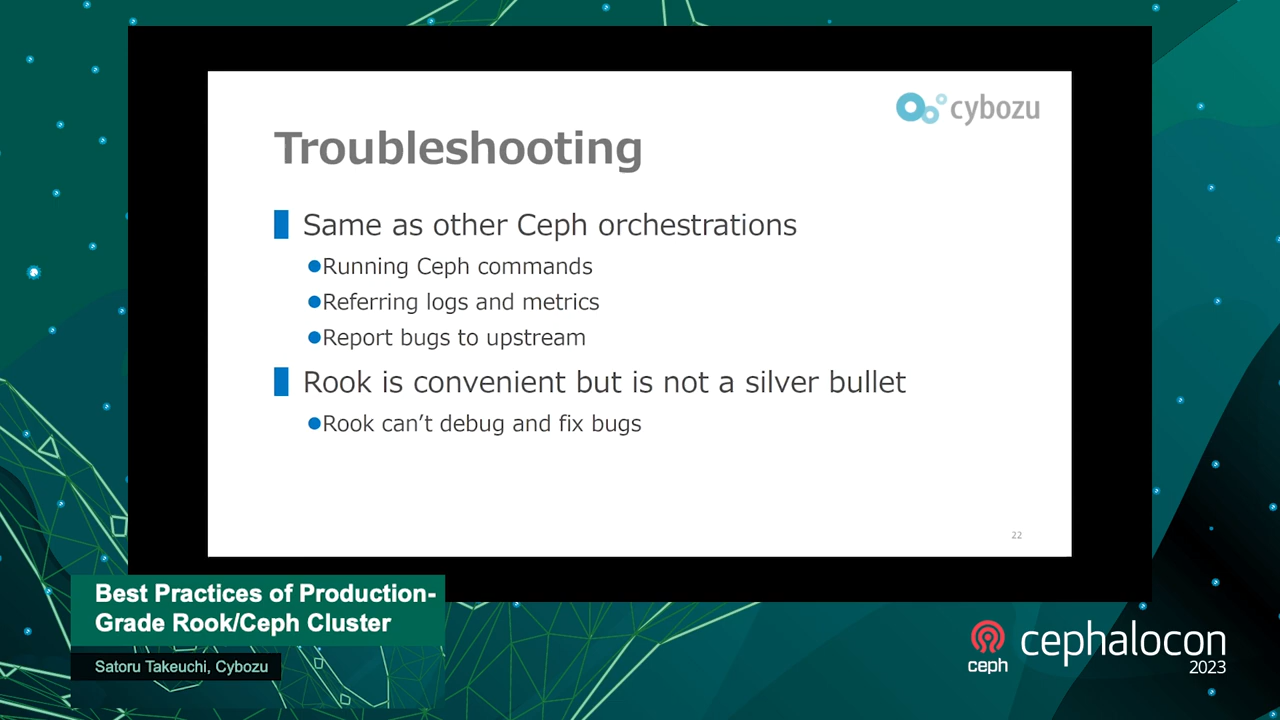 cybozu
Troubleshooting
Same as other Ceph orchestrations
Running Ceph commands
Referring logs and metrics
Report bugs to upstream
Rook is convenient but is not a silver bullet
Rook can’t debug and fix bugs
22
Best Practices of Production-
Grade Rook/Ceph Cluster
Satoru Takeuchi, Cybozu
ceph
cephalocon
2023